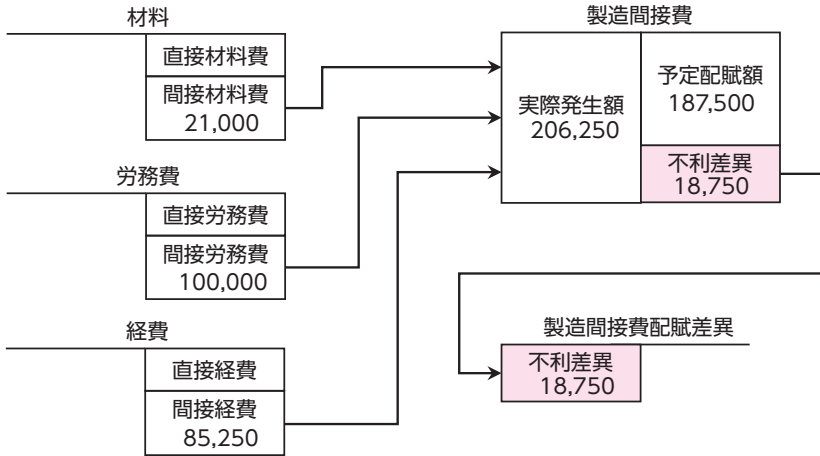 材料
直接材料費
間接材料費
21,000
労務費
直接労務費
間接労務費
100,000
経費
直接経費
間接経費
85,250
製造間接費
実際発生額
206,250
予定配賦額
187,500
不利差異
18,750
製造間接費配賦差異
不利差異
18,750